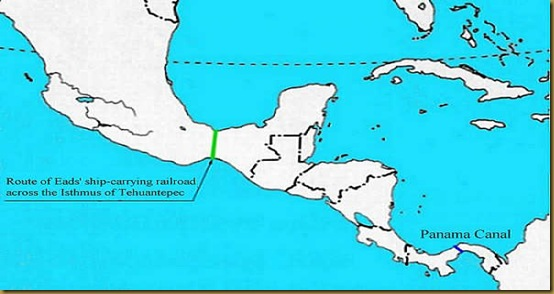 Route of Eads' ship-carrying railroad
across the Isthmus of Tehuantepec
Panama Canal